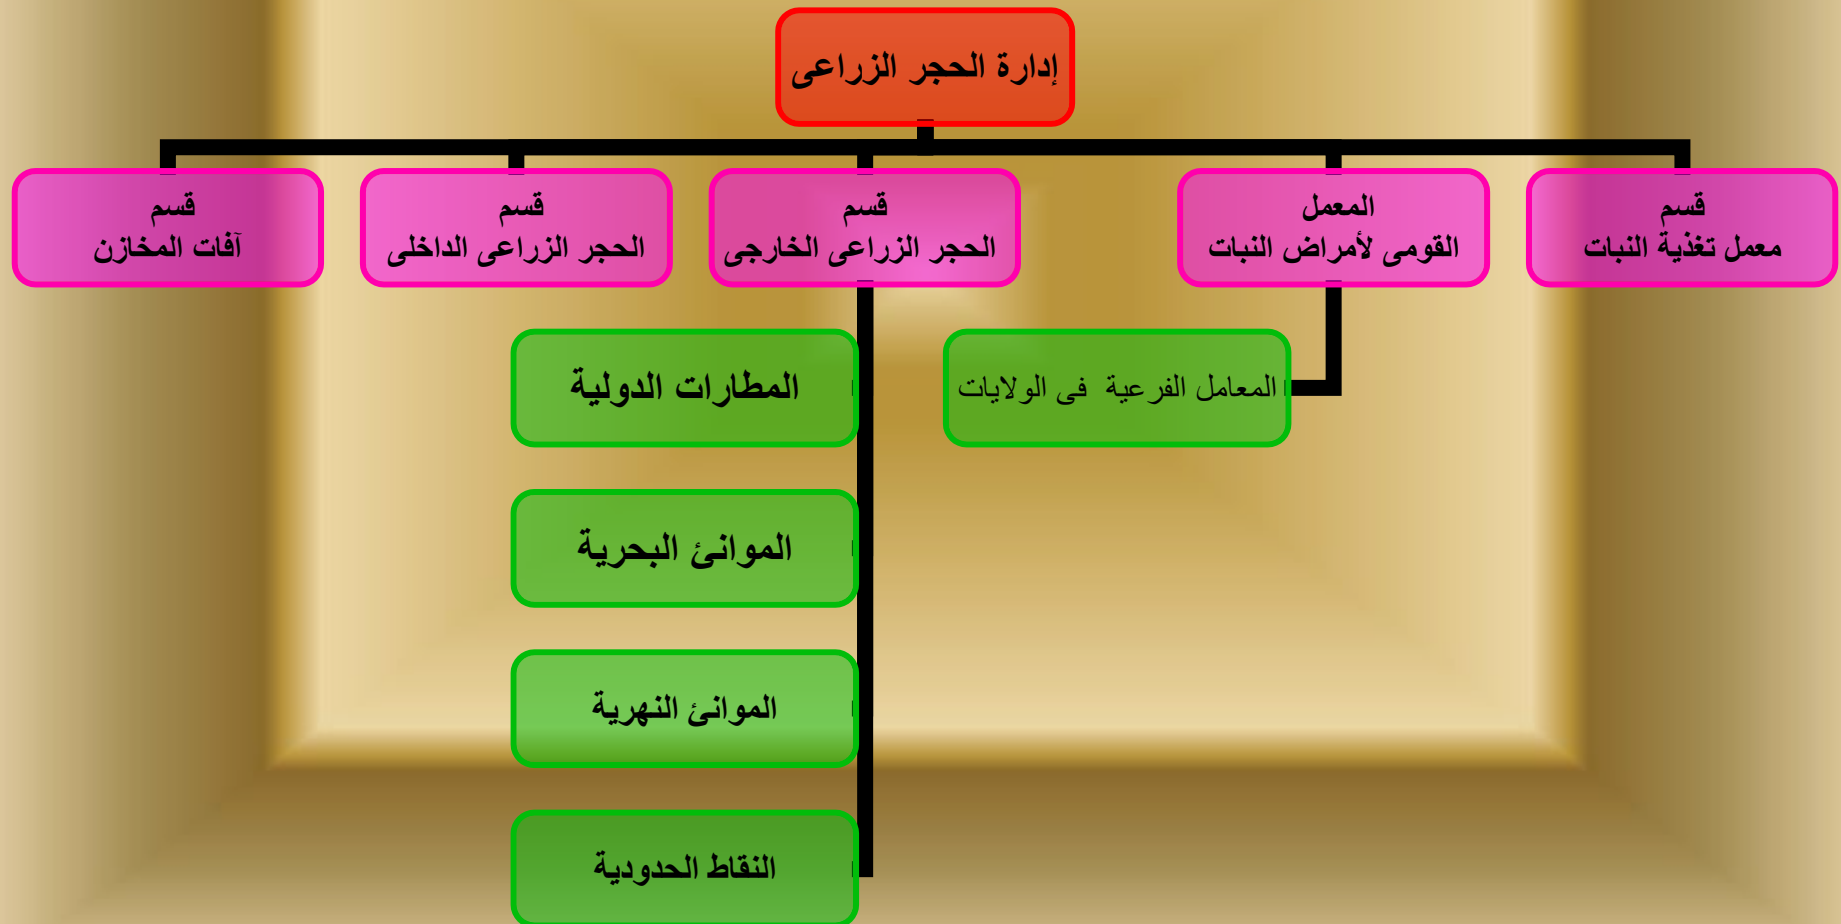 إدارة الحجر الزراعى
قسم
معمل تغذية النبات
المعمل
القومى لأمراض النبات
قسم
الحجر الزراعى الخارجى
قسم
الحجر الزراعى الداخلى
قسم
آفات المخازن
المعامل الفرعية فى الولايات
المطارات الدولية
الموانئ البحرية
الموانئ النهرية
النقاط الحدودية